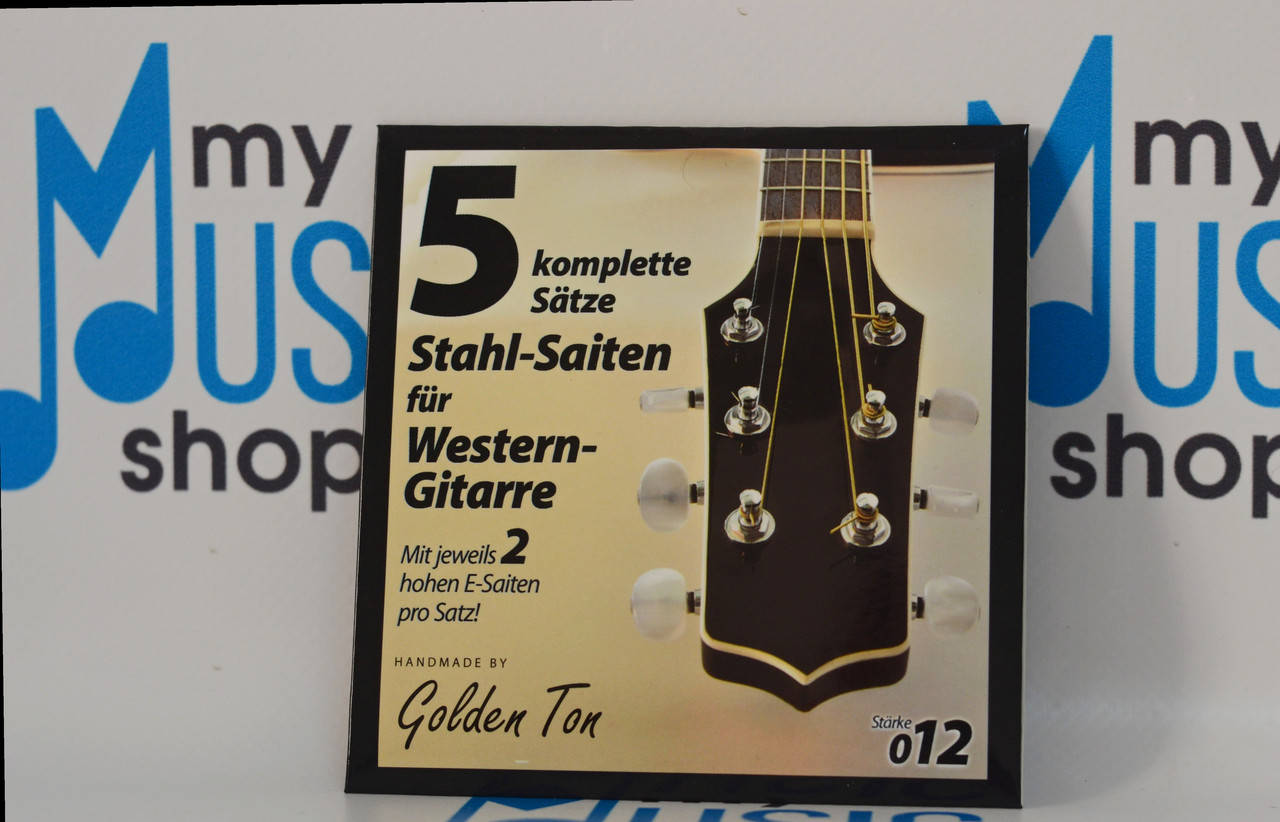 my
MUSIC
shop
5 komplette
Sätze
Stahl-Saiten
für
Western-
Gitarre
Mit jeweils 2
hohen E-Saiten
pro Satz!
HANDMADE BY
Golden Ton
Stärke
012
my
MUS
shop
MUSIC